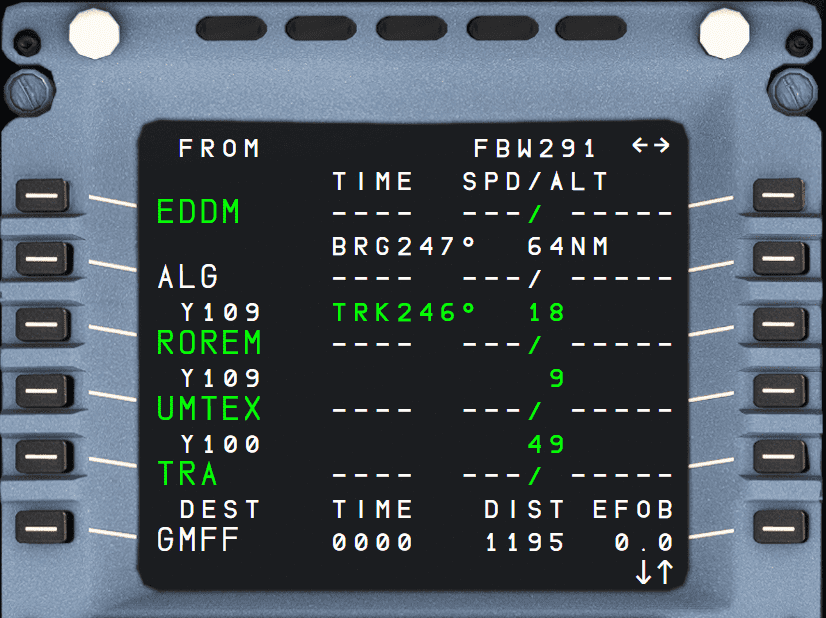 FROM FBW291 ←→
TIME SPD/ALT
EDDM ---- ---/ -----
BRG247° 64NM
ALG ---- ---/ -----
Y109 TRK246° 18
ROREM ---- ---/ -----
Y109 9
UMTEX ---- ---/ -----
Y100 49
TRA ---- ---/ -----
DEST TIME DIST EFOB
GMFF 0000 1195 0.0
↓↑